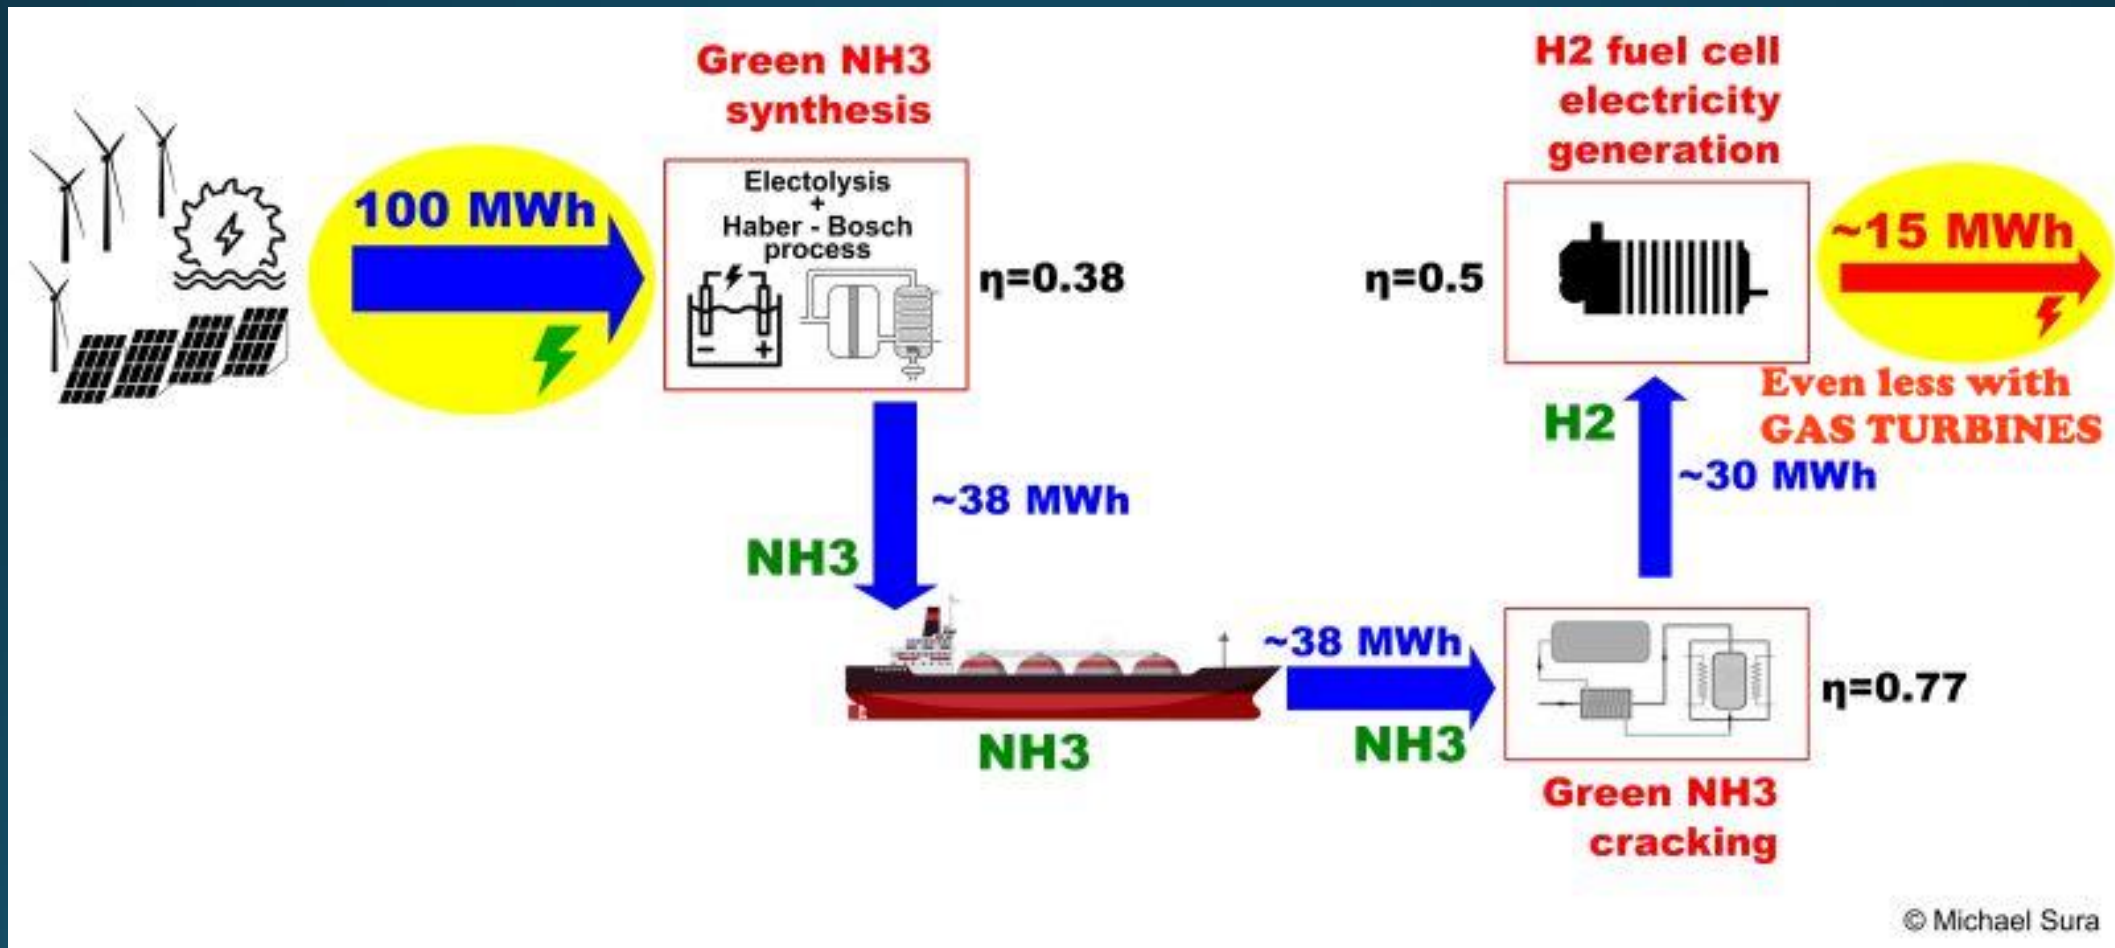 Green NH3
synthesis
100 MWh
Electolysis
+
Haber - Bosch
process
- +
η=0.38
~38 MWh
NH3
NH3
~38 MWh
NH3
η=0.77
Green NH3
cracking
~30 MWh
H2
H2 fuel cell
electricity
generation
η=0.5
~15 MWh
Even less with
GAS TURBINES
© Michael Sura